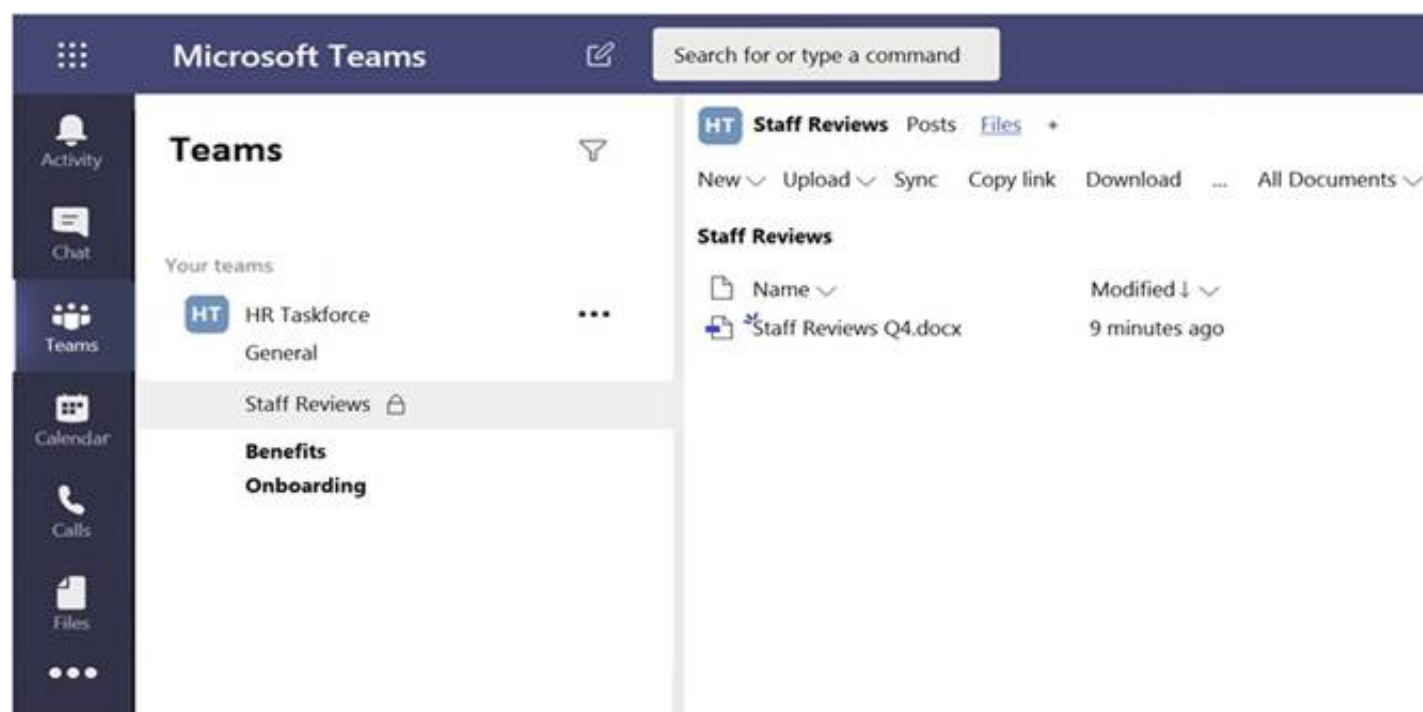 Microsoft Teams
Search for or type a command
Activity
Chat
Teams
Calendar
Calls
Files
Teams
Your teams
HT HR Taskforce
General
Staff Reviews
Benefits
Onboarding
HT Staff Reviews Posts Files +
New Upload Sync Copy link Download ... All Documents
Staff Reviews
Name Modified ↓
Staff Reviews Q4.docx 9 minutes ago